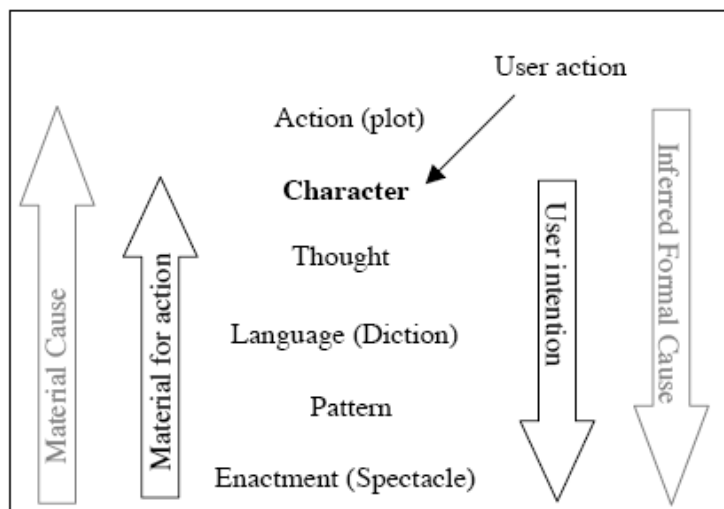 User action
Action (plot)
Character
Thought
Language (Diction)
Pattern
Enactment (Spectacle)
Material Cause
Material for action
User intention
Inferred Formal Cause